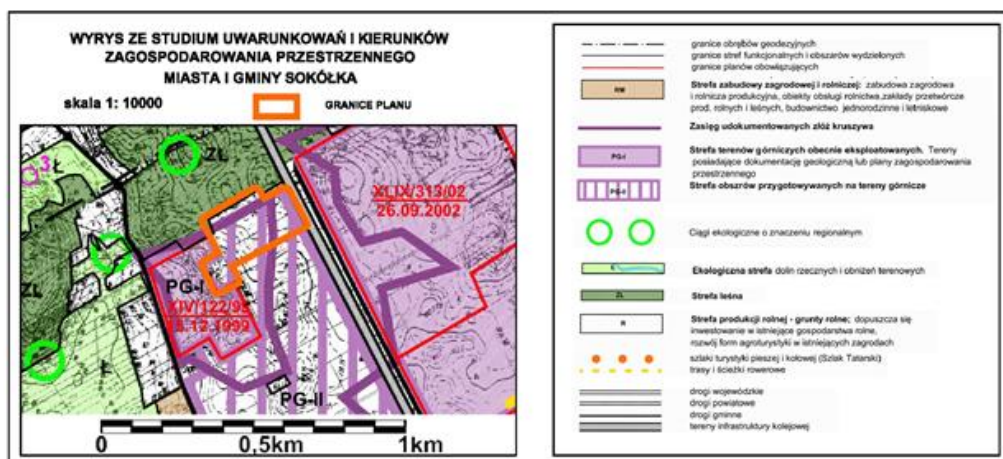 WYRYS ZE STUDIUM UWARUNKOWAŃ I KIERUNKÓW
ZAGOSPODAROWANIA PRZESTRZENNEGO
MIASTA I GMINY SOKÓŁKA
skala 1: 10000
GRANICE PLANU
3
Ł
ZŁ
XLIX/313/02
26.09.2002
ZŁ
PG-I
XIV/122/99
12.1999
Ł
PG-II
0
0,5km
1km
granice obrębów geodezyjnych
granice stref funkcjonalnych i obszarów wydzielonych
granice planów obowiązujących
RM
Strefa zabudowy zagrodowej i rolniczej: zabudowa zagrodowa
i rolnicza produkcyjna, obiekty obsługi rolnictwa,zakłady przetwórcze
prod. rolnych i leśnych, budownictwo jednorodzinne i letniskowe
Zasięg udokumentowanych złóż kruszywa
PG-I
Strefa terenów górniczych obecnie eksploatowanych. Tereny
posiadające dokumentację geologiczną lub plany zagospodarowania
przestrzennego
PG-II
Strefa obszrów przygotowywanych na tereny górnicze
Ciągi ekologiczne o znaczeniu regionalnym
Ekologiczna strefa dolin rzecznych i obniżeń terenowych
ZL
Strefa leśna
R
Strefa produkcji rolnej - grunty rolne; dopuszcza się
inwestowanie w istniejące gospodarstwa rolne,
rozwój form agroturystyki w istniejących zagrodach
szlaki turystyki pieszej i kołowej (Szlak Tatarski)
trasy i ścieżki rowerowe
drogi wojewódzkie
drogi powiatowe
drogi gminne
tereny infrastruktury kolejowej